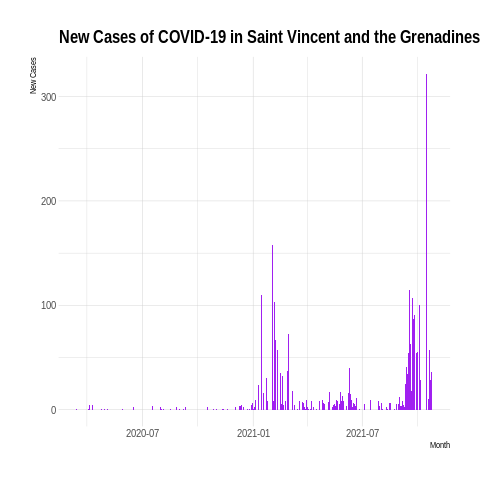 New Cases of COVID-19 in Saint Vincent and the Grenadines
New Cases
300
200
100
0
2020-07 2021-01 2021-07
Month